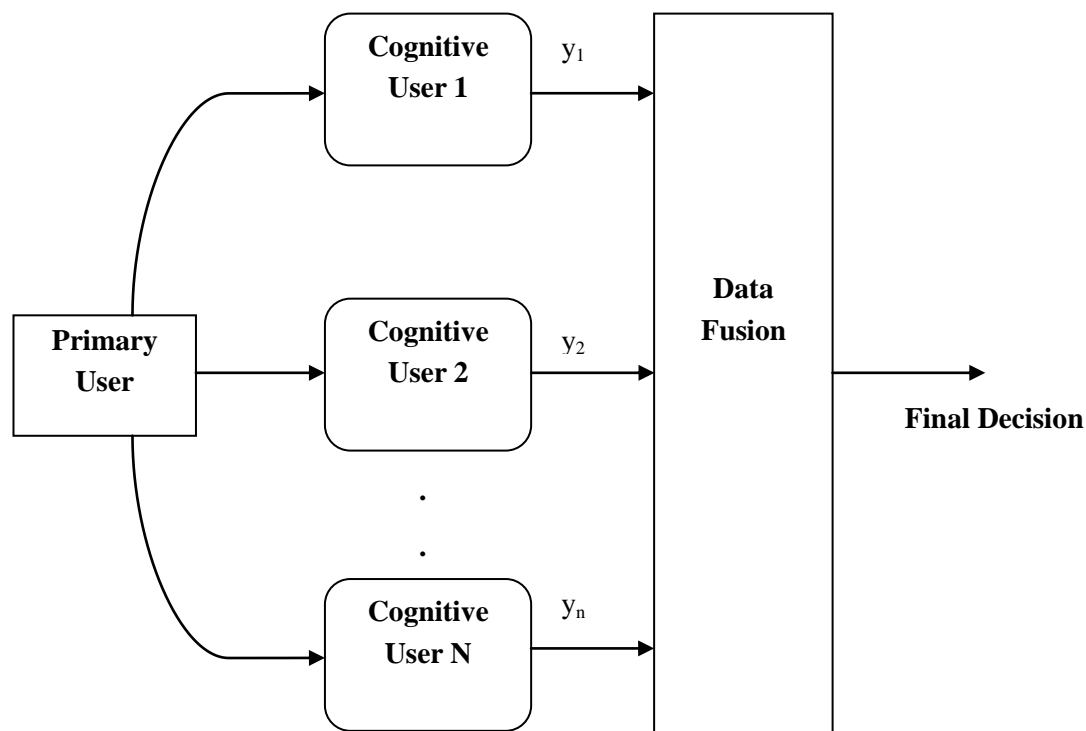 Cognitive
User 1
y₁
Primary
User
Cognitive
User 2
y₂
Data
Fusion
Final Decision
.
.
Cognitive
User N
yₙ